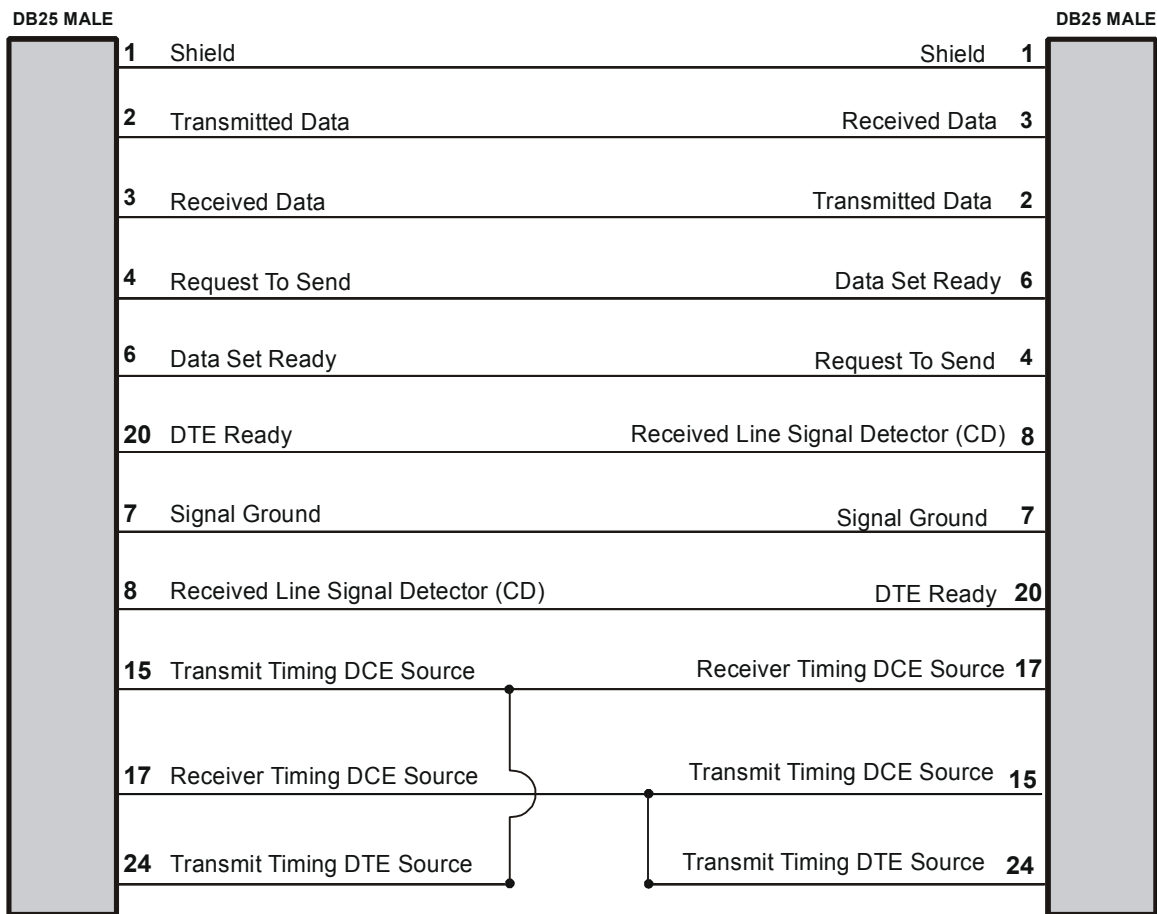 DB25 MALE DB25 MALE
1 Shield Shield 1
2 Transmitted Data Received Data 3
3 Received Data Transmitted Data 2
4 Request To Send Data Set Ready 6
6 Data Set Ready Request To Send 4
20 DTE Ready Received Line Signal Detector (CD) 8
7 Signal Ground Signal Ground 7
8 Received Line Signal Detector (CD) DTE Ready 20
15 Transmit Timing DCE Source Receiver Timing DCE Source 17
17 Receiver Timing DCE Source Transmit Timing DCE Source 15
24 Transmit Timing DTE Source Transmit Timing DTE Source 24